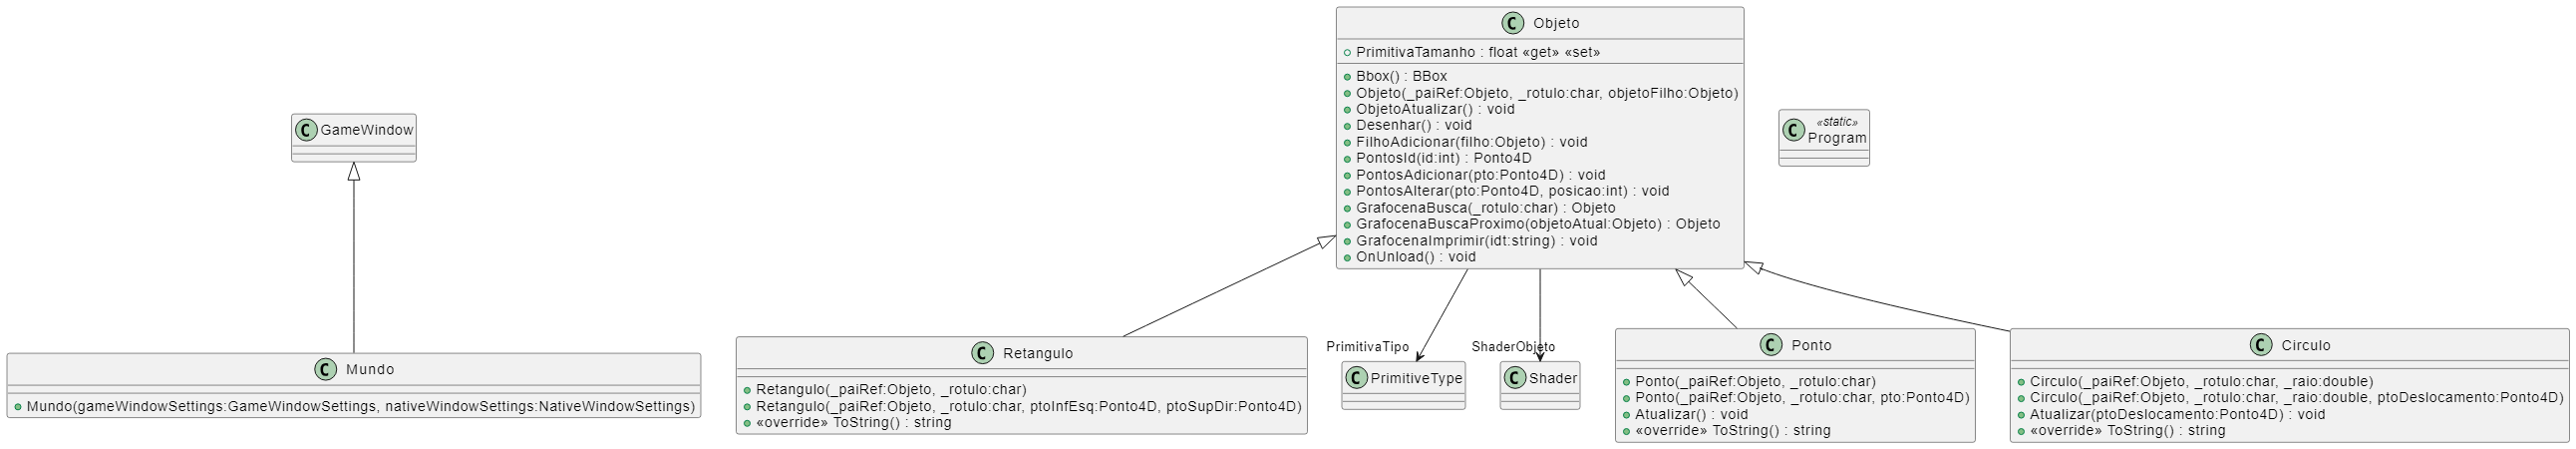 C Objeto
PrimitivaTamanho : float «get» «set»
Bbox() : BBox
Objeto(_paiRef:Objeto, _rotulo:char, objetoFilho:Objeto)
ObjetoAtualizar() : void
Desenhar() : void
FilhoAdicionar(filho:Objeto) : void
PontosId(id:int) : Ponto4D
PontosAdicionar(pto:Ponto4D) : void
PontosAlterar(pto:Ponto4D, posicao:int) : void
GrafocenaBusca(_rotulo:char) : Objeto
GrafocenaBuscaProximo(objetoAtual:Objeto) : Objeto
GrafocenaImprimir(idt:string) : void
OnUnload() : void
C GameWindow
«static»
C Program
C Mundo
Mundo(gameWindowSettings:GameWindowSettings, nativeWindowSettings:NativeWindowSettings)
C Retangulo
Retangulo(_paiRef:Objeto, _rotulo:char)
Retangulo(_paiRef:Objeto, _rotulo:char, ptoInfEsq:Ponto4D, ptoSupDir:Ponto4D)
«override» ToString() : string
PrimitivaTipo
C PrimitiveType
ShaderObjeto
C Shader
C Ponto
Ponto(_paiRef:Objeto, _rotulo:char)
Ponto(_paiRef:Objeto, _rotulo:char, pto:Ponto4D)
Atualizar() : void
«override» ToString() : string
C Circulo
Circulo(_paiRef:Objeto, _rotulo:char, _raio:double)
Circulo(_paiRef:Objeto, _rotulo:char, _raio:double, ptoDeslocamento:Ponto4D)
Atualizar(ptoDeslocamento:Ponto4D) : void
«override» ToString() : string